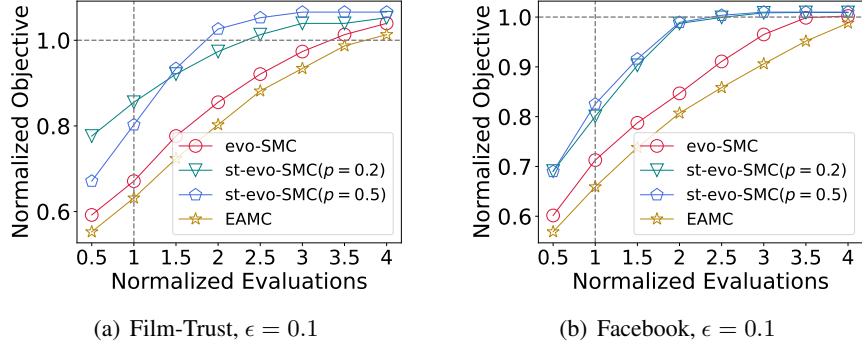 Normalized Objective
1.0
0.8
0.6
evo-SMC
st-evo-SMC(p = 0.2)
st-evo-SMC(p = 0.5)
EAMC
0.5 1 1.5 2 2.5 3 3.5 4
Normalized Evaluations
(a) Film-Trust, ϵ = 0.1
Normalized Objective
1.0
0.9
0.8
0.7
0.6
evo-SMC
st-evo-SMC(p = 0.2)
st-evo-SMC(p = 0.5)
EAMC
0.5 1 1.5 2 2.5 3 3.5 4
Normalized Evaluations
(b) Facebook, ϵ = 0.1